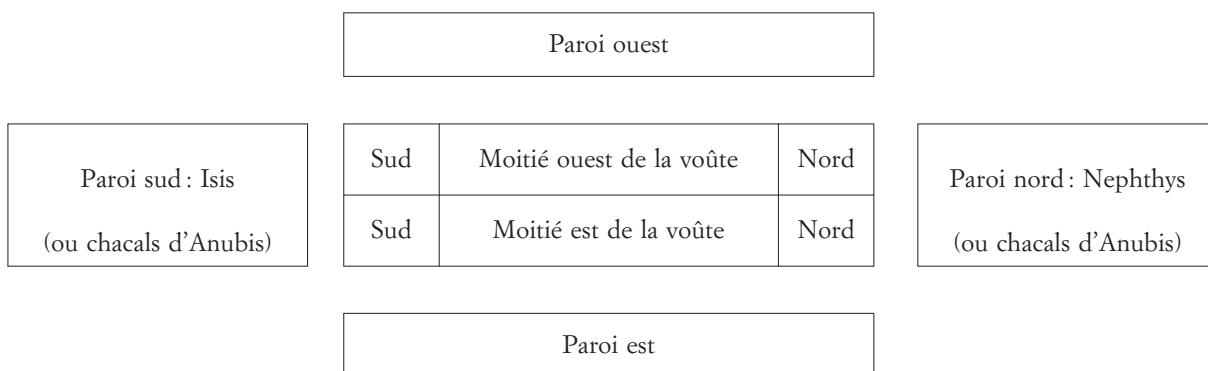 Paroi ouest
Paroi sud : Isis
(ou chacals d’Anubis)
Sud
Moitié ouest de la voûte
Nord
Sud
Moitié est de la voûte
Nord
Paroi nord : Nephthys
(ou chacals d’Anubis)
Paroi est